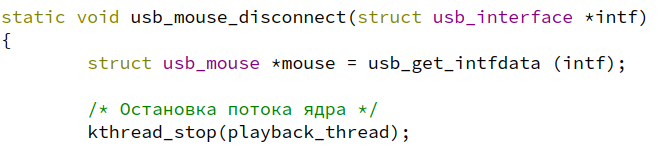 static void usb_mouse_disconnect(struct usb_interface *intf)
{
        struct usb_mouse *mouse = usb_get_intfdata (intf);

        /* Остановка потока ядра */
        kthread_stop(playback_thread);